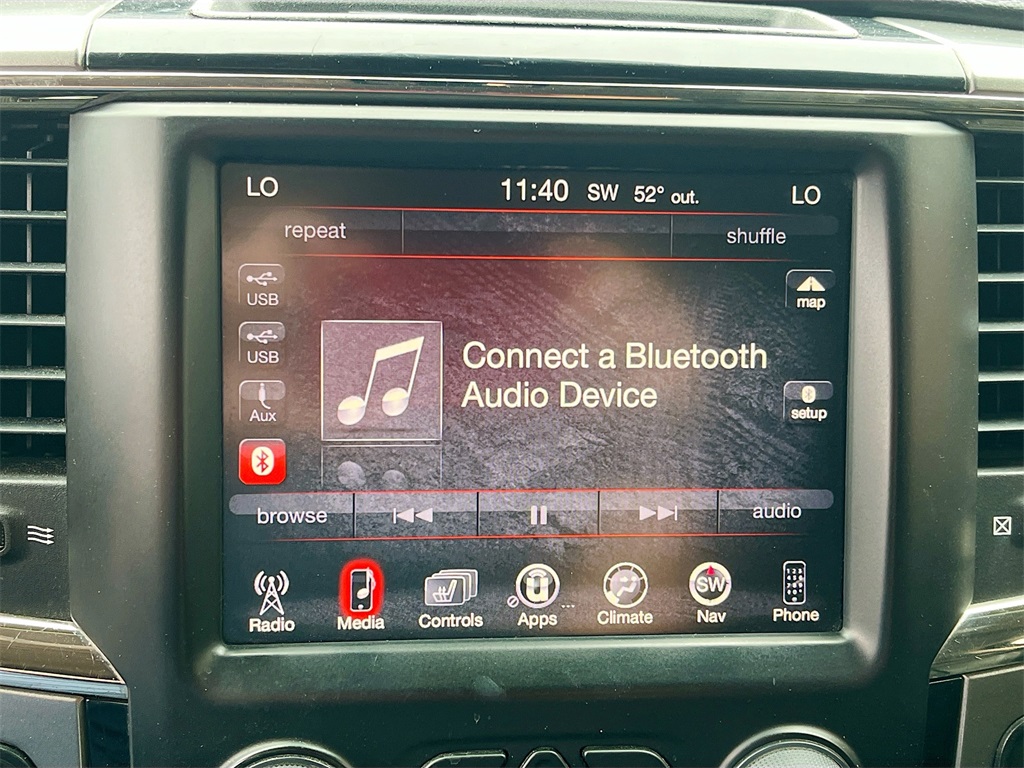 LO 11:40 SW 52° out. LO
repeat shuffle
USB
map
USB
Connect a Bluetooth
Audio Device
Aux
setup
browse audio
Radio Media Controls Apps ... Climate Nav Phone
SW